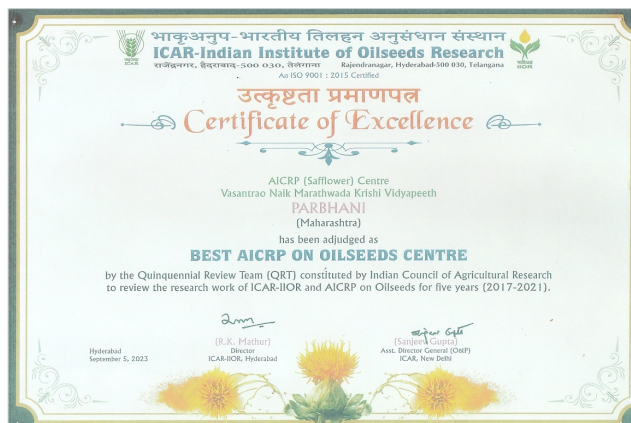 भाकृअनुप-भारतीय तिलहन अनुसंधान संस्थान
ICAR-Indian Institute of Oilseeds Research
राजेंद्रनगर, हैदराबाद-500 030, तेलंगाना Rajendranagar, Hyderabad-500 030, Telangana
An ISO 9001 : 2015 Certified
ICAR
IIOR
उत्कृष्टता प्रमाणपत्र
Certificate of Excellence
AICRP (Safflower) Centre
Vasantrao Naik Marathwada Krishi Vidyapeeth
PARBHANI
(Maharashtra)
has been adjudged as
BEST AICRP ON OILSEEDS CENTRE
by the Quinquennial Review Team (QRT) constituted by Indian Council of Agricultural Research
to review the research work of ICAR-IIOR and AICRP on Oilseeds for five years (2017-2021).
Sanjeev Gupta
(R.K. Mathur) (Sanjeev Gupta)
Director Asst. Director General (O&P)
ICAR-IIOR, Hyderabad ICAR, New Delhi
Hyderabad
September 5, 2023